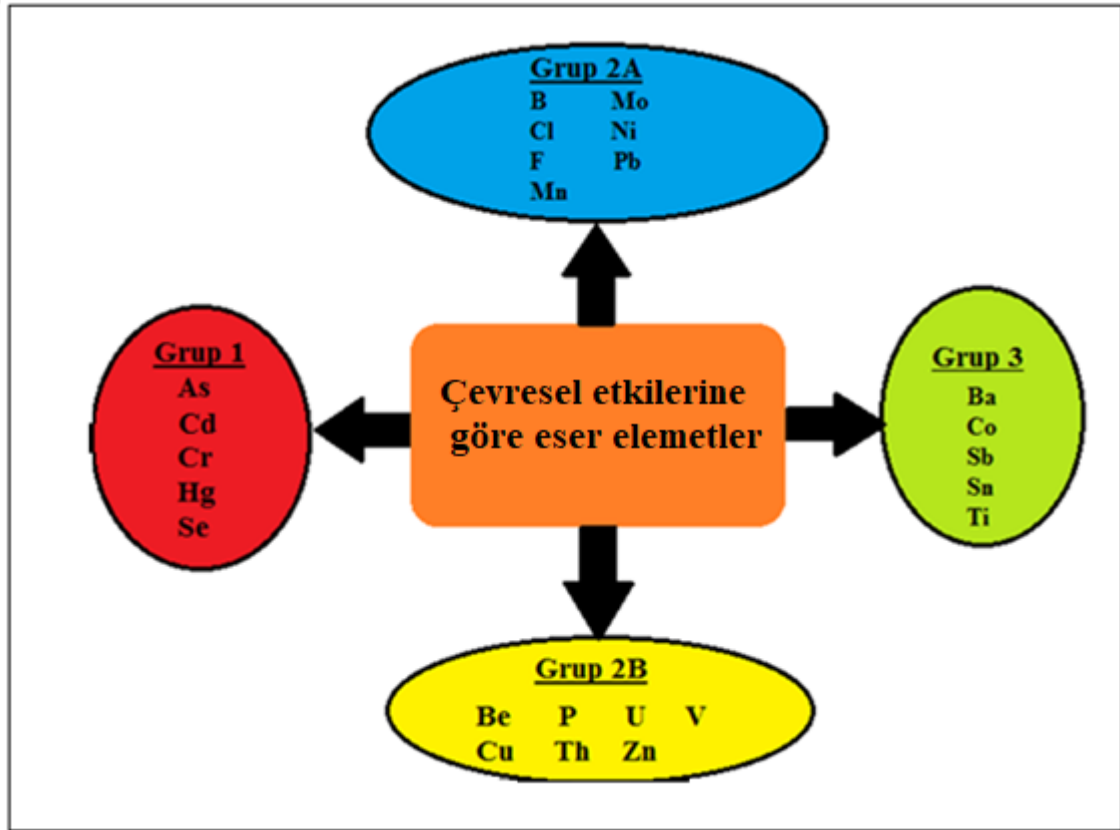 Grup 2A
B Mo
Cl Ni
F Pb
Mn
Grup 1
As
Cd
Cr
Hg
Se
Çevresel etkilerine
göre eser elemetler
Grup 3
Ba
Co
Sb
Sn
Ti
Grup 2B
Be P U V
Cu Th Zn